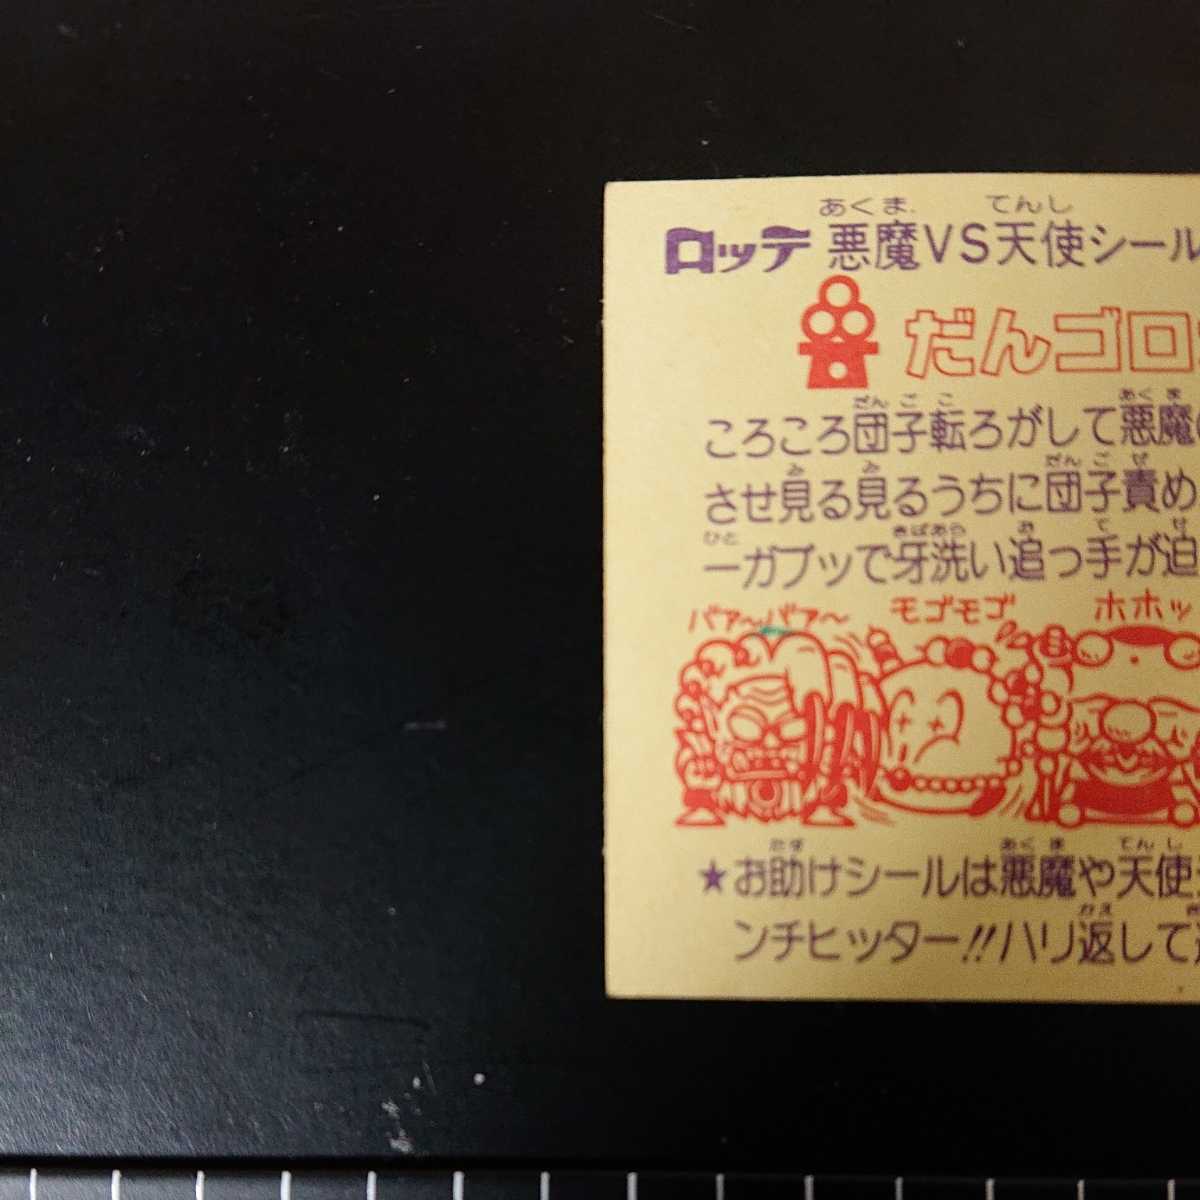 ロッテ 悪魔VS天使シール
あくま てんし
だんゴロ
だんご こ あくま
ころころ団子転ろがして悪魔
み み だんご ぜ
させ見る見るうちに団子責め
ひと きばあら お て
一ガブッで牙洗い追っ手が迫
バァ〜バァ〜 モゴモゴ ホホッ
たす あくま てんし
★お助けシールは悪魔や天使
かえ
ンチヒッター!!ハリ返して